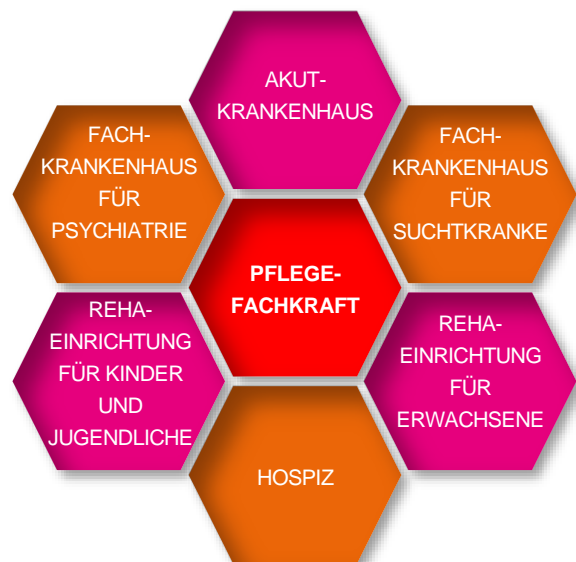 AKUT-
KRANKENHAUS
FACH-
KRANKENHAUS
FÜR
PSYCHIATRIE
FACH-
KRANKENHAUS
FÜR
SUCHTKRANKE
PFLEGE-
FACHKRAFT
REHA-
EINRICHTUNG
FÜR KINDER
UND
JUGENDLICHE
REHA-
EINRICHTUNG
FÜR
ERWACHSENE
HOSPIZ